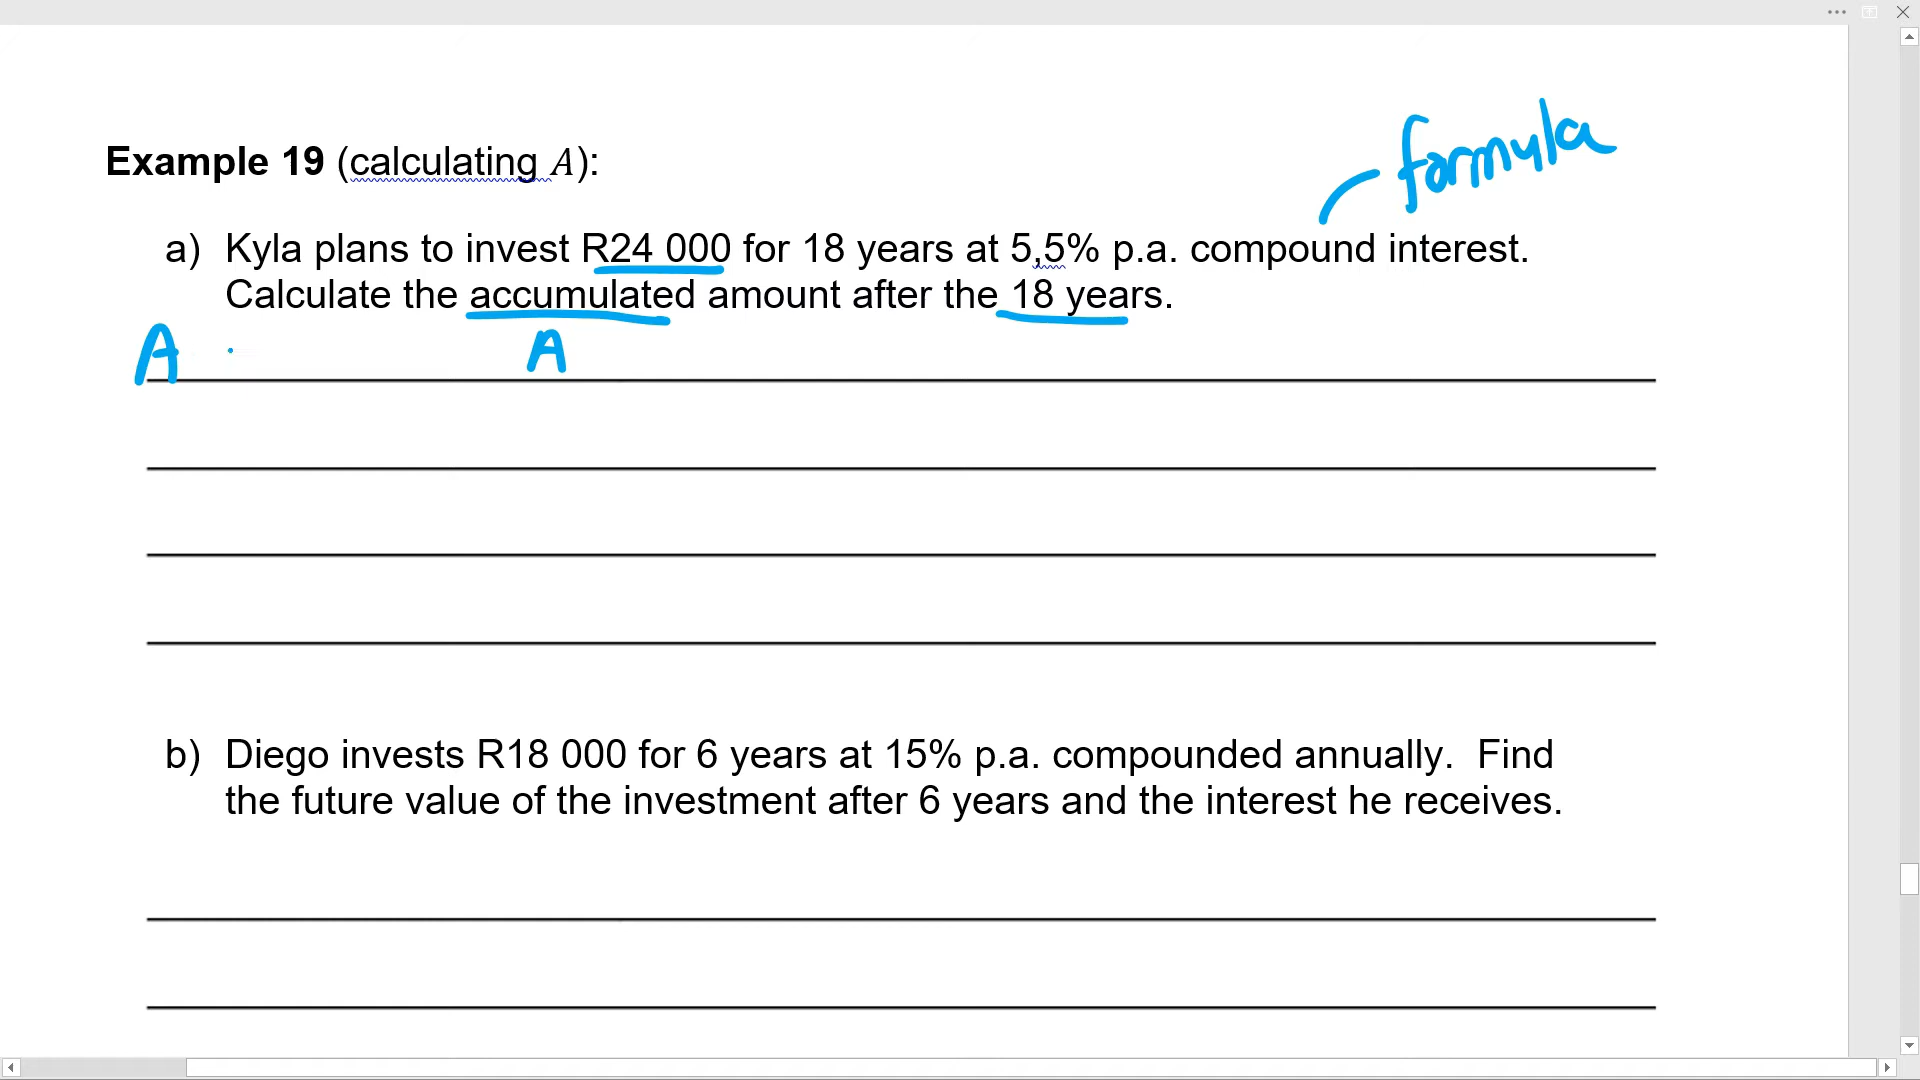 formula
Example 19 (calculating A):
a) Kyla plans to invest R24 000 for 18 years at 5,5% p.a. compound interest.
Calculate the accumulated amount after the 18 years.
A A
b) Diego invests R18 000 for 6 years at 15% p.a. compounded annually. Find
the future value of the investment after 6 years and the interest he receives.